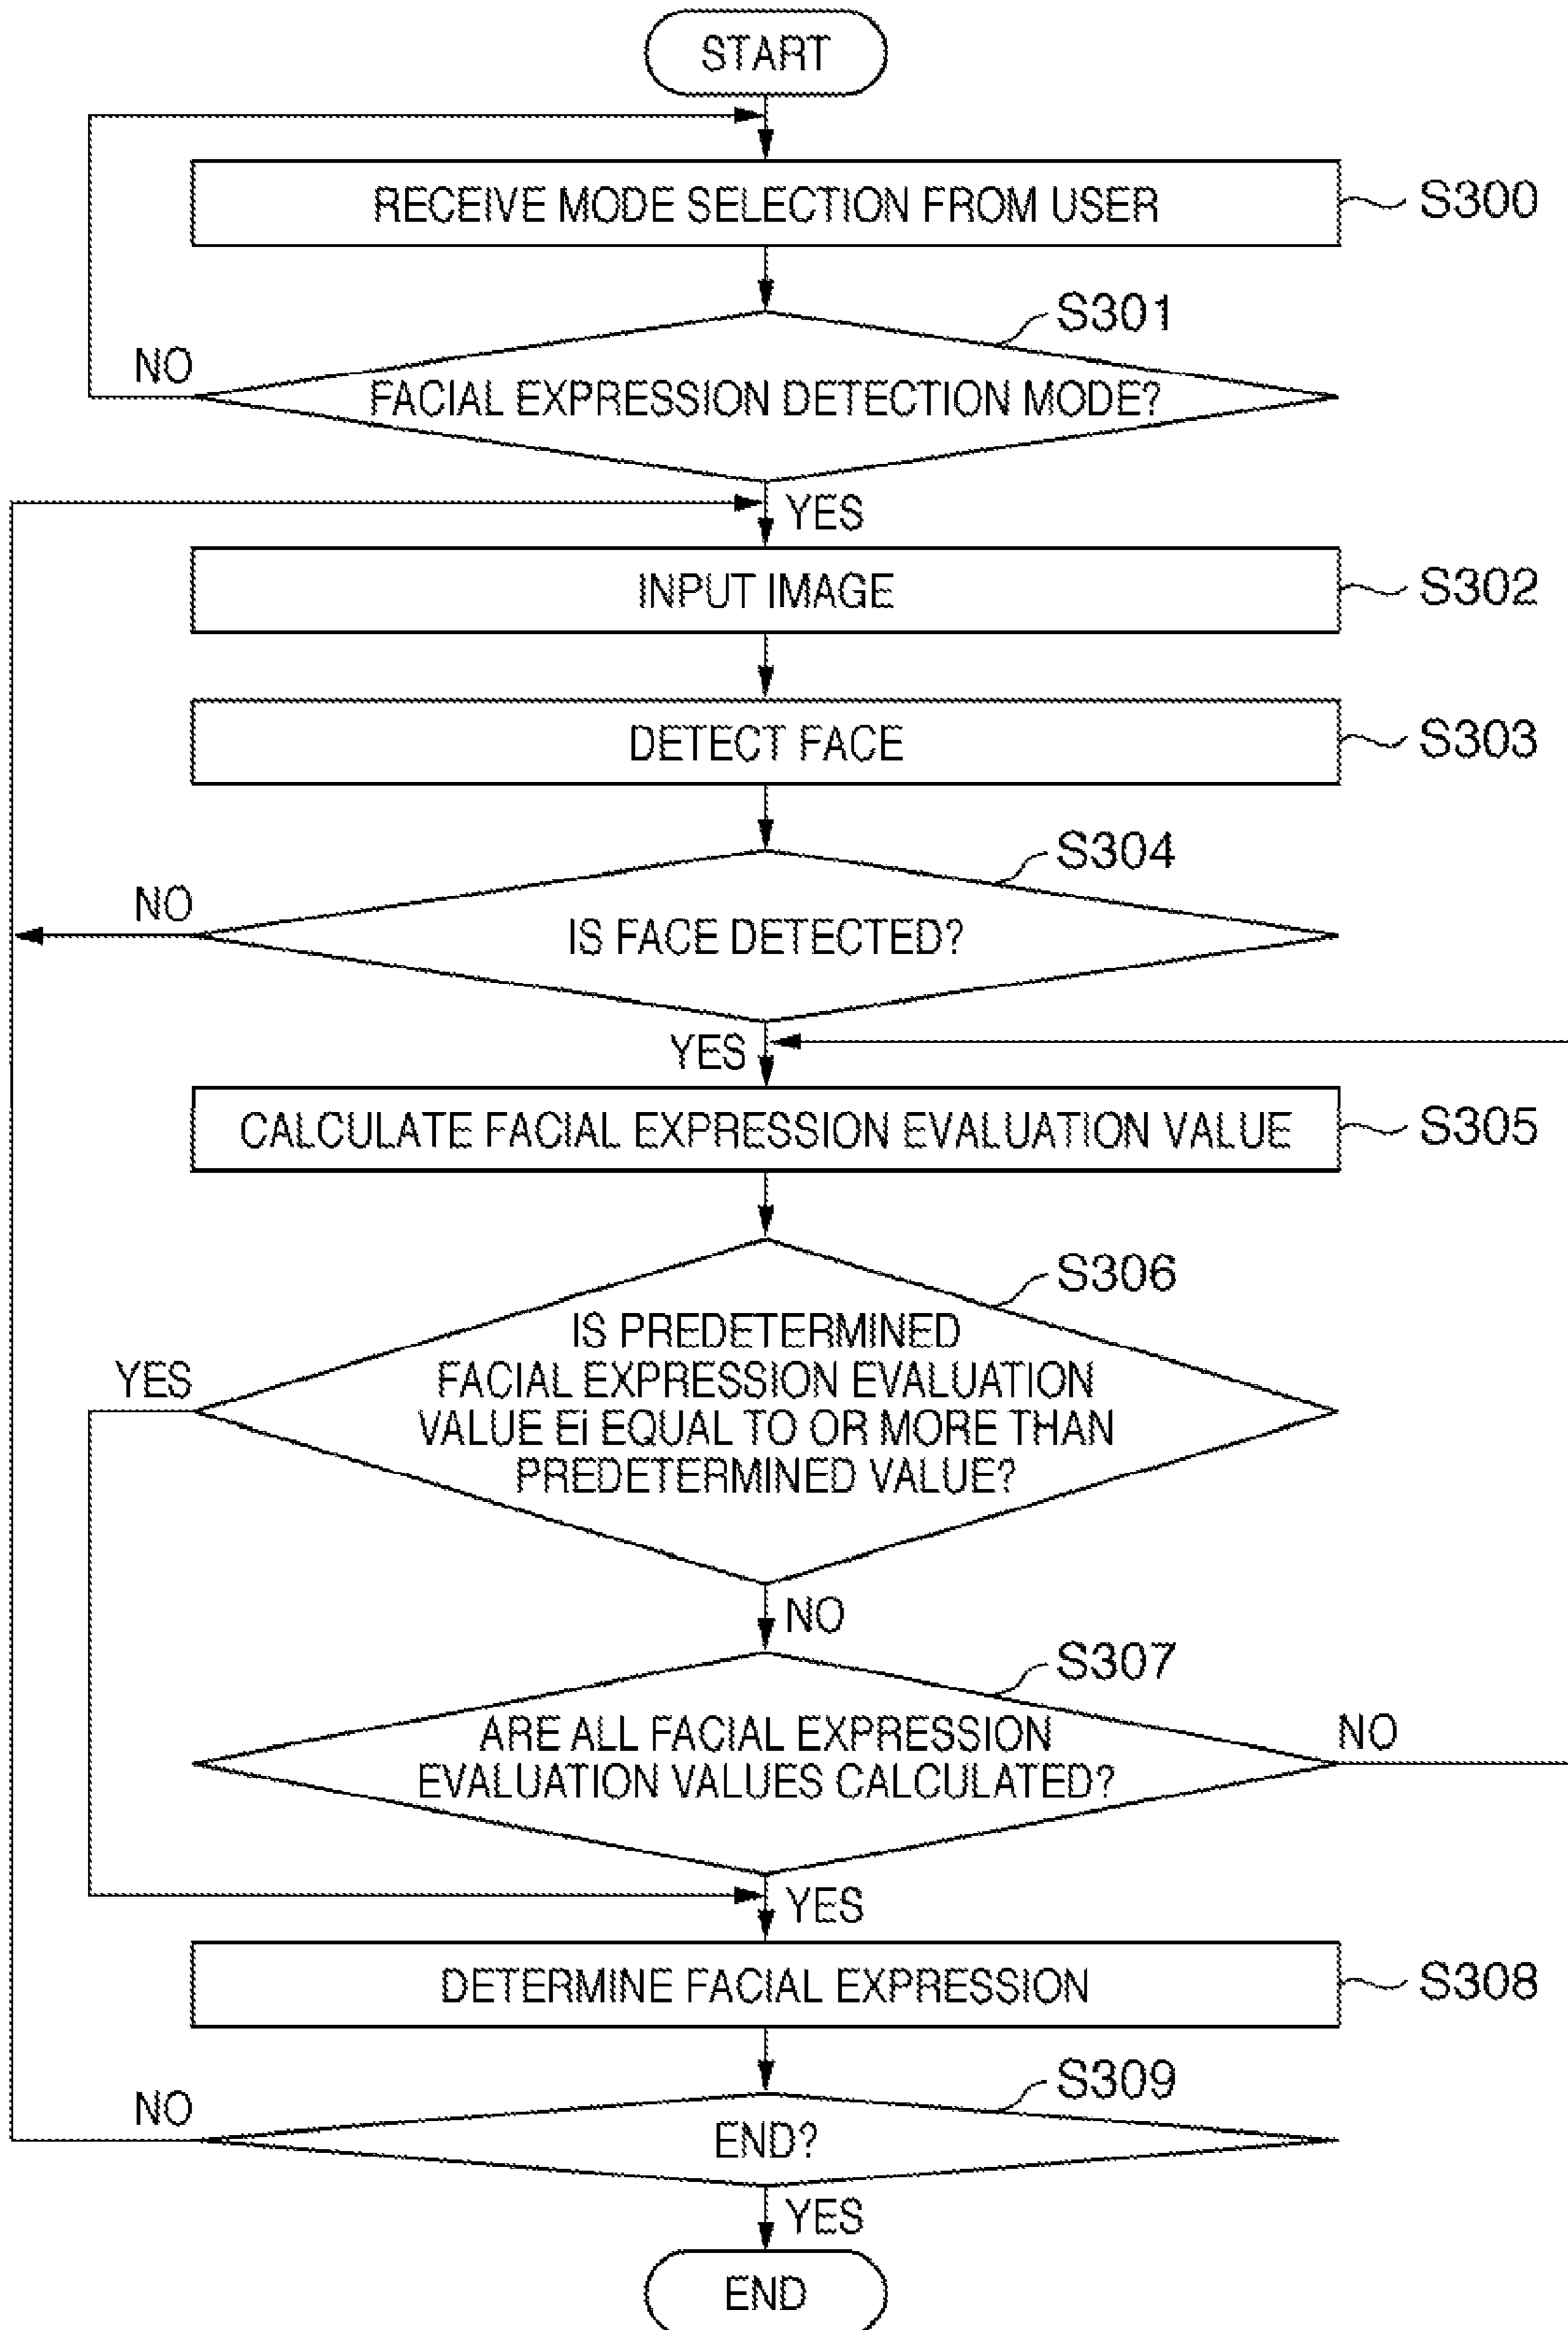 START
RECEIVE MODE SELECTION FROM USER
S300
S301
NO
FACIAL EXPRESSION DETECTION MODE?
YES
INPUT IMAGE
S302
DETECT FACE
S303
S304
NO
IS FACE DETECTED?
YES
CALCULATE FACIAL EXPRESSION EVALUATION VALUE
S305
S306
IS PREDETERMINED
YES
FACIAL EXPRESSION EVALUATION
VALUE Ei EQUAL TO OR MORE THAN
PREDETERMINED VALUE?
NO
S307
ARE ALL FACIAL EXPRESSION
NO
EVALUATION VALUES CALCULATED?
YES
DETERMINE FACIAL EXPRESSION
S308
S309
NO
END?
YES
END